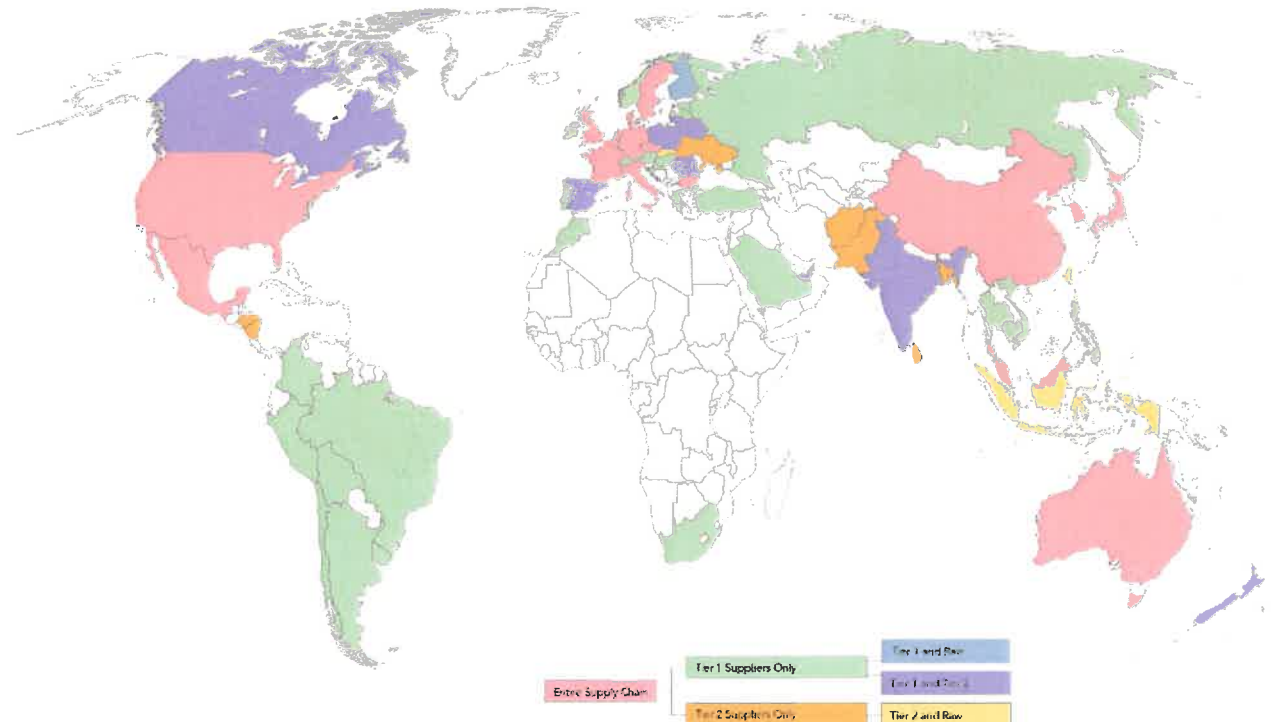 Tier 1 and Raw
Tier 1 Suppliers Only
Tier 1 and Tier 2
Entire Supply Chain
Tier 2 Suppliers Only
Tier 2 and Raw